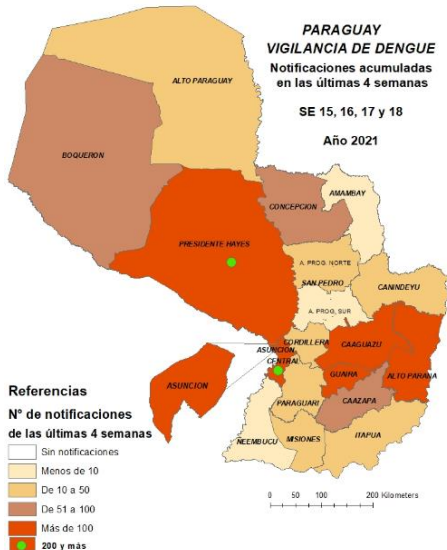 PARAGUAY
VIGILANCIA DE DENGUE
Notificaciones acumuladas
en las últimas 4 semanas
SE 15, 16, 17 y 18
Año 2021
ALTO PARAGUAY
BOQUERON
AMAMBAY
CONCEPCION
PRESIDENTE HAYES
A. PROG. NORTE
SAN PEDRO
CANINDEYU
A. PROG. SUR
CORDILLERA
ASUNCION
CENTRAL
CAAGUAZU
ASUNCION
GUAIRA
ALTO PARANA
PARAGUARI
CAAZAPA
ÑEEMBUCU
MISIONES
ITAPUA
Referencias
N° de notificaciones
de las últimas 4 semanas
Sin notificaciones
Menos de 10
De 10 a 50
De 51 a 100
Más de 100
200 y más
0 50 100 200 Kilometers